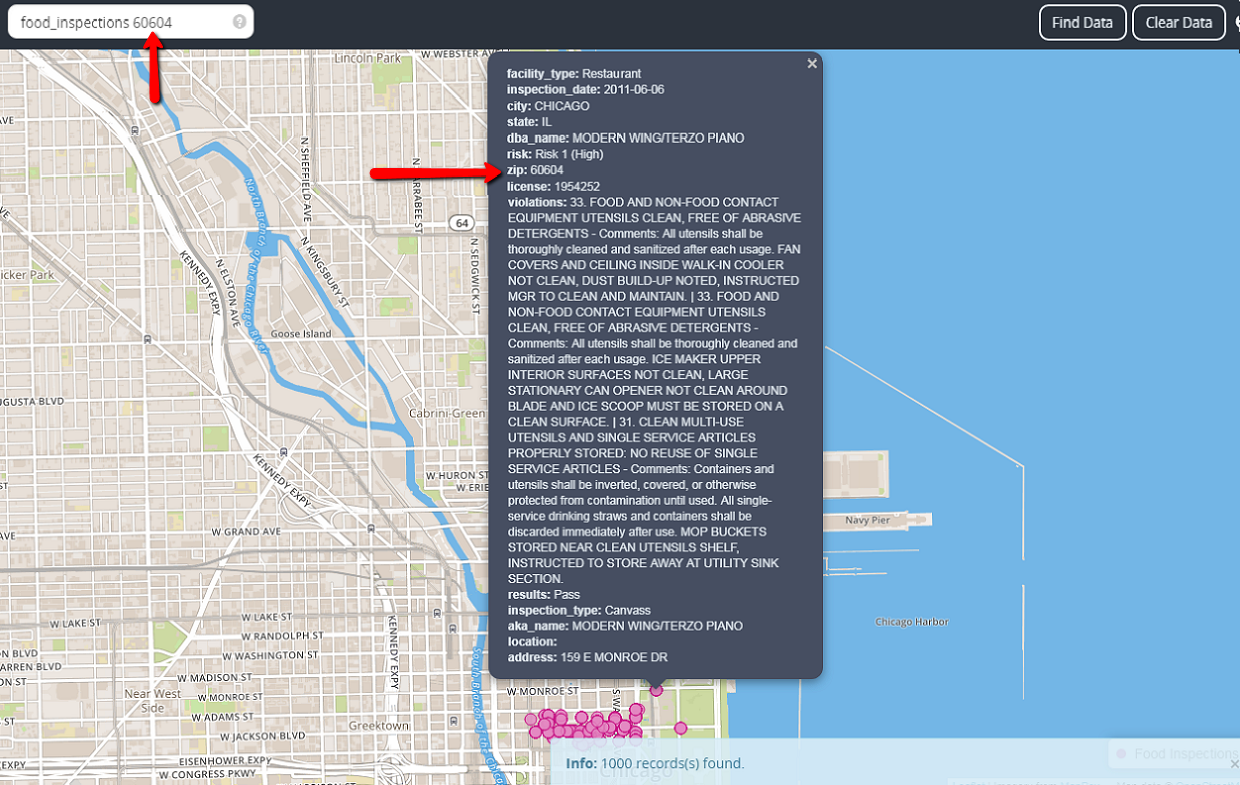 food_inspections 60604
?
Find Data
Clear Data
Lincoln Park
W WEBSTER AVE
N SHEFFIELD AVE
North Branch of the Chicago River
64
N SEDGWICK ST
KENNEDY EXPY
N ELSTON AVE
N KINGSBURY ST
Goose Island
Cabrini-Green
KENNEDY EXPY
W HURON ST
W ERIE
W GRAND AVE
W LAKE ST
W LAKE ST
W RANDOLPH ST
W WASHINGTON ST
W MADISON ST
W MONROE ST
W ADAMS ST
W JACKSON BLVD
EISENHOWER EXPY
W CONGRESS PKWY
Near West
Side
Greektown
KENNEDY EXPY
W MONROE ST
Chicago
Navy Pier
Chicago Harbor
×
facility_type: Restaurant
inspection_date: 2011-06-06
city: CHICAGO
state: IL
dba_name: MODERN WING/TERZO PIANO
risk: Risk 1 (High)
zip: 60604
license: 1954252
violations: 33. FOOD AND NON-FOOD CONTACT
EQUIPMENT UTENSILS CLEAN, FREE OF ABRASIVE
DETERGENTS - Comments: All utensils shall be
thoroughly cleaned and sanitized after each usage. FAN
COVERS AND CEILING INSIDE WALK-IN COOLER
NOT CLEAN, DUST BUILD-UP NOTED, INSTRUCTED
MGR TO CLEAN AND MAINTAIN. | 33. FOOD AND
NON-FOOD CONTACT EQUIPMENT UTENSILS
CLEAN, FREE OF ABRASIVE DETERGENTS -
Comments: All utensils shall be thoroughly cleaned and
sanitized after each usage. ICE MAKER UPPER
INTERIOR SURFACES NOT CLEAN, LARGE
STATIONARY CAN OPENER NOT CLEAN AROUND
BLADE AND ICE SCOOP MUST BE STORED ON A
CLEAN SURFACE. | 31. CLEAN MULTI-USE
UTENSILS AND SINGLE SERVICE ARTICLES
PROPERLY STORED: NO REUSE OF SINGLE
SERVICE ARTICLES - Comments: Containers and
utensils shall be inverted, covered, or otherwise
protected from contamination until used. All single-
service drinking straws and containers shall be
discarded immediately after use. MOP BUCKETS
STORED NEAR CLEAN UTENSILS SHELF,
INSTRUCTED TO STORE AWAY AT UTILITY SINK
SECTION.
results: Pass
inspection_type: Canvass
aka_name: MODERN WING/TERZO PIANO
location:
address: 159 E MONROE DR
Food Inspections
Info: 1000 records(s) found.
×